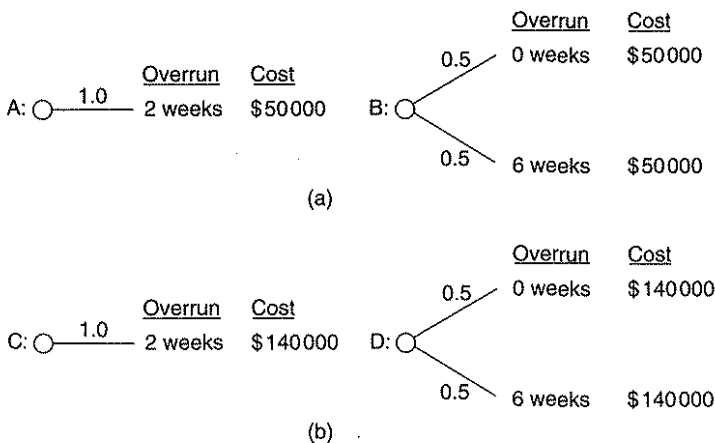 Overrun Cost
0.5 0 weeks $50000
Overrun Cost
A: 1.0 2 weeks $50000 B:
0.5 6 weeks $50000
(a)
Overrun Cost
0.5 0 weeks $140000
Overrun Cost
C: 1.0 2 weeks $140000 D:
0.5 6 weeks $140000
(b)